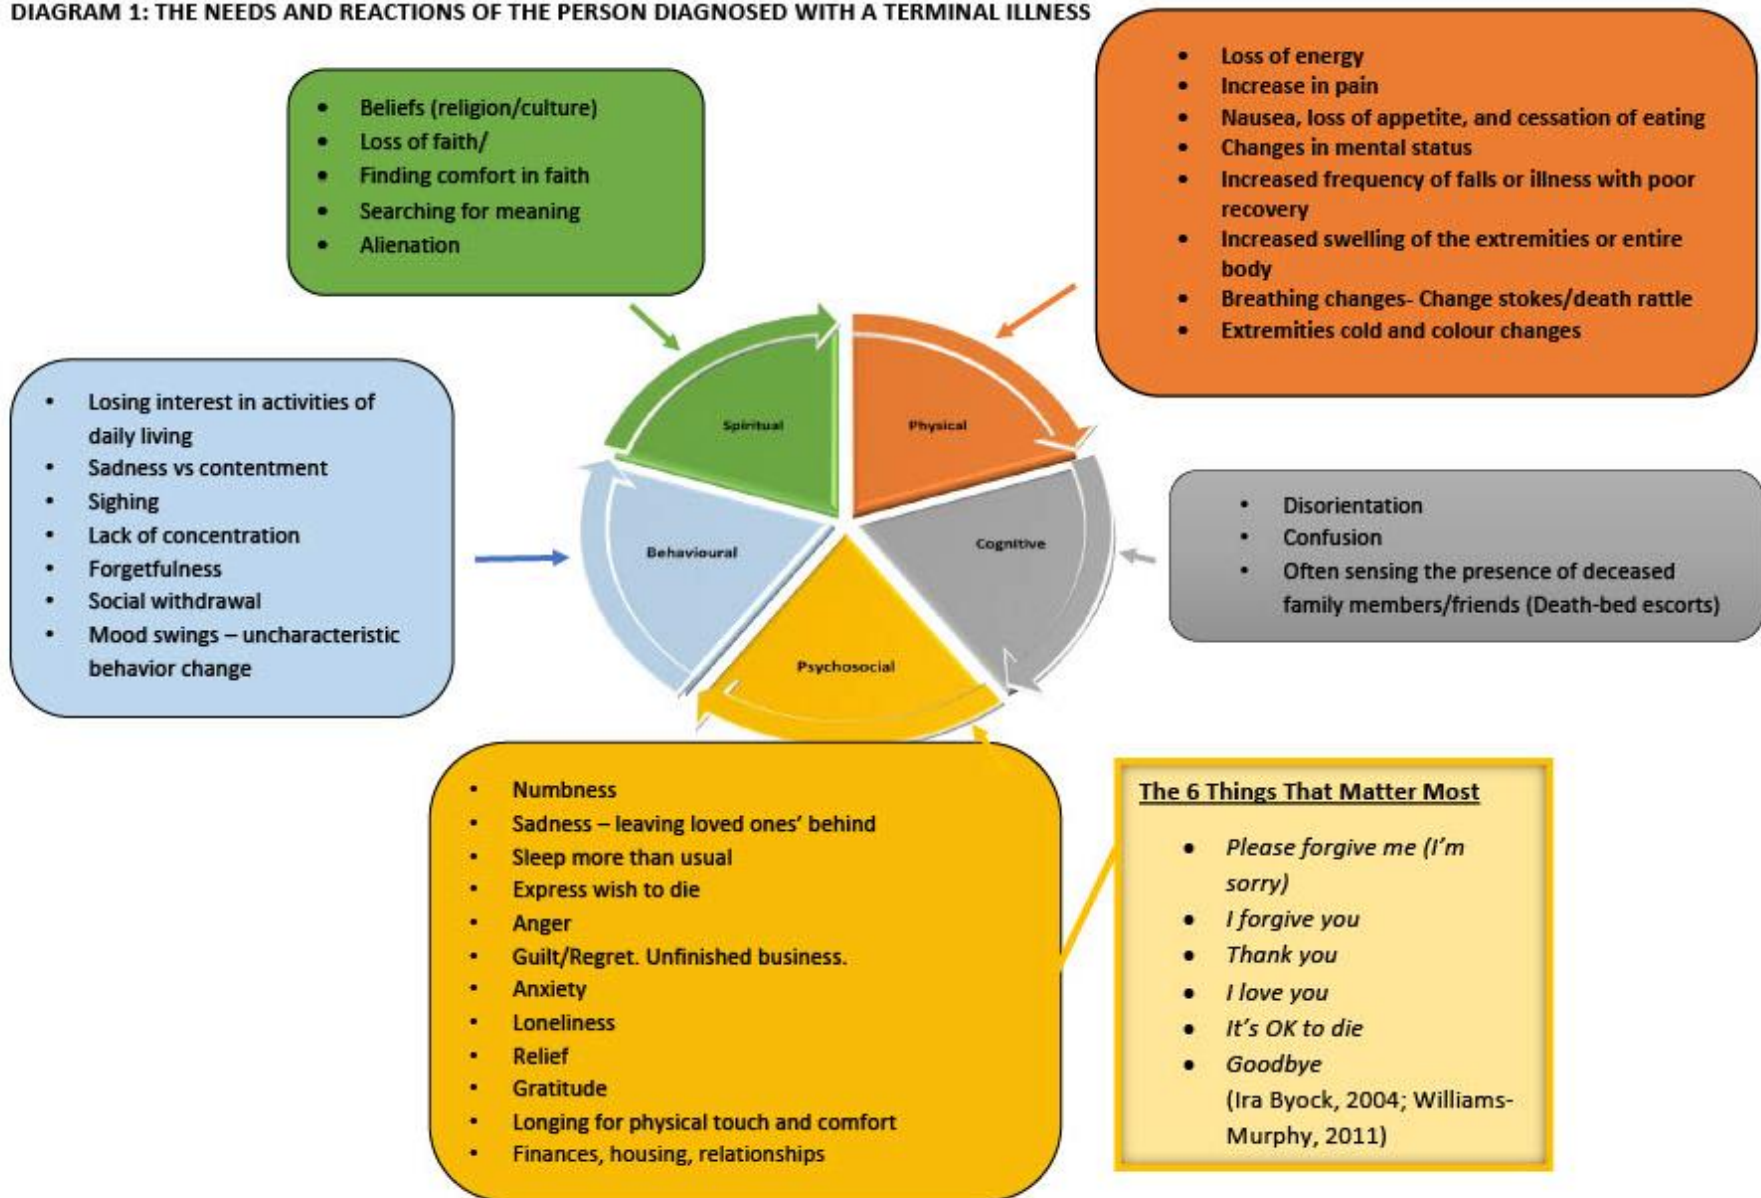 DIAGRAM 1: THE NEEDS AND REACTIONS OF THE PERSON DIAGNOSED WITH A TERMINAL ILLNESS
• Beliefs (religion/culture)
• Loss of faith/
• Finding comfort in faith
• Searching for meaning
• Alienation
• Loss of energy
• Increase in pain
• Nausea, loss of appetite, and cessation of eating
• Changes in mental status
• Increased frequency of falls or illness with poor
recovery
• Increased swelling of the extremities or entire
body
• Breathing changes- Change stokes/death rattle
• Extremities cold and colour changes
• Losing interest in activities of
daily living
• Sadness vs contentment
• Sighing
• Lack of concentration
• Forgetfulness
• Social withdrawal
• Mood swings – uncharacteristic
behavior change
Spiritual
Physical
Behavioural
Cognitive
Psychosocial
• Disorientation
• Confusion
• Often sensing the presence of deceased
family members/friends (Death-bed escorts)
• Numbness
• Sadness – leaving loved ones’ behind
• Sleep more than usual
• Express wish to die
• Anger
• Guilt/Regret. Unfinished business.
• Anxiety
• Loneliness
• Relief
• Gratitude
• Longing for physical touch and comfort
• Finances, housing, relationships
The 6 Things That Matter Most
• Please forgive me (I’m
sorry)
• I forgive you
• Thank you
• I love you
• It’s OK to die
• Goodbye
(Ira Byock, 2004; Williams-
Murphy, 2011)